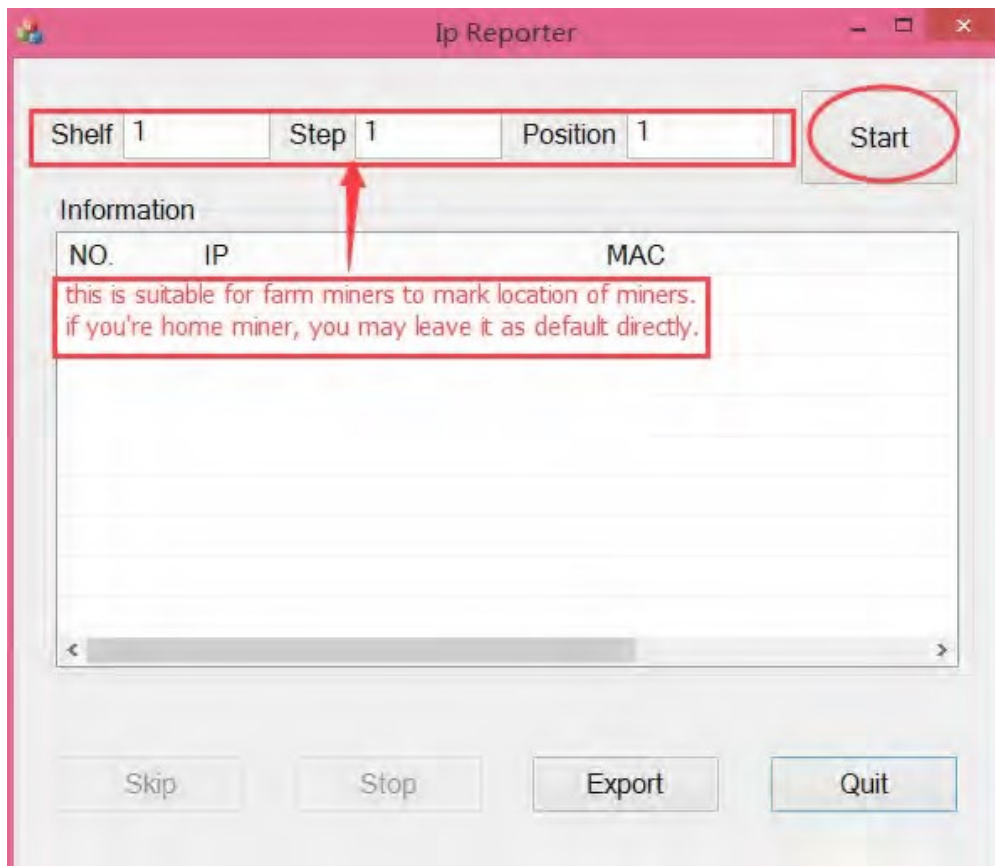 Ip Reporter
Shelf 1 Step 1 Position 1 Start
Information
NO. IP MAC
this is suitable for farm miners to mark location of miners.
if you're home miner, you may leave it as default directly.
Skip Stop Export Quit